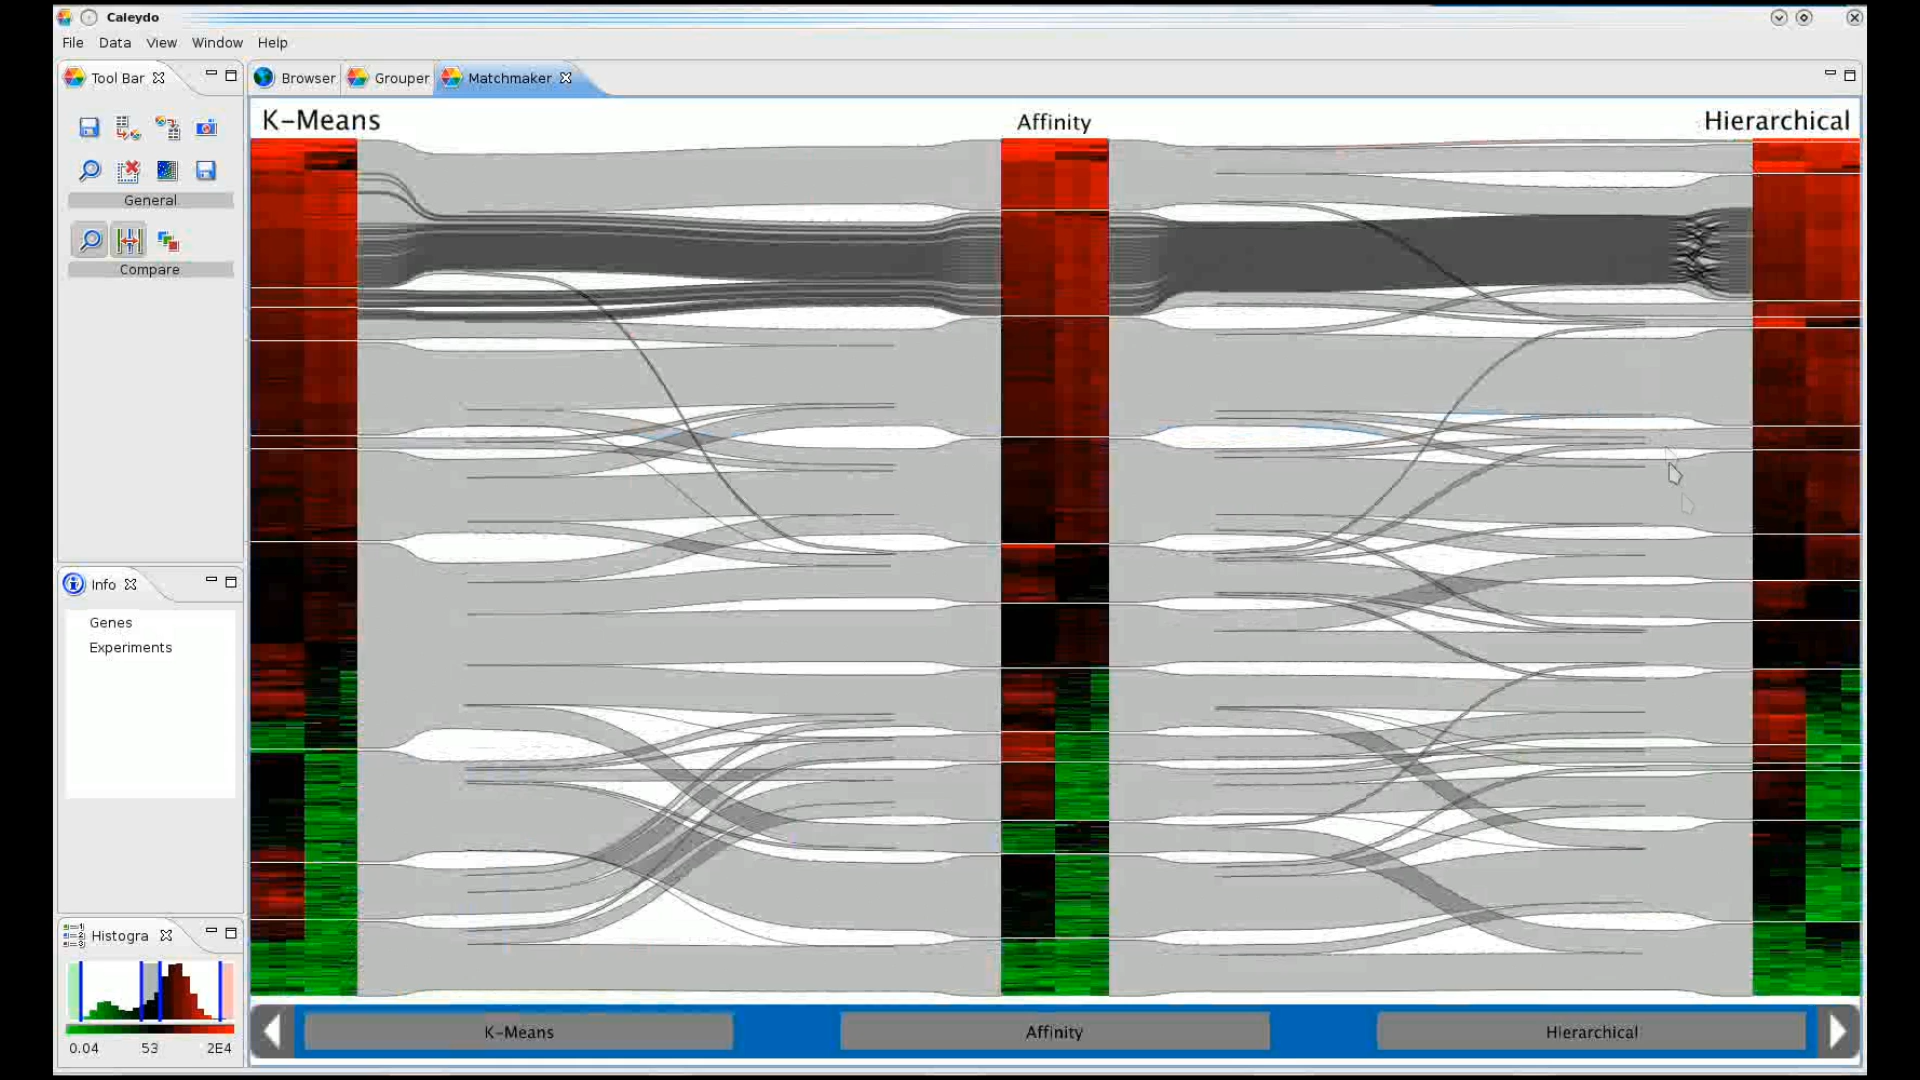 Caleydo
File Data View Window Help
Tool Bar
Browser Grouper Matchmaker
K-Means Affinity Hierarchical
General
Compare
Info
Genes
Experiments
Histogra
0.04 53 2E4
K-Means Affinity Hierarchical